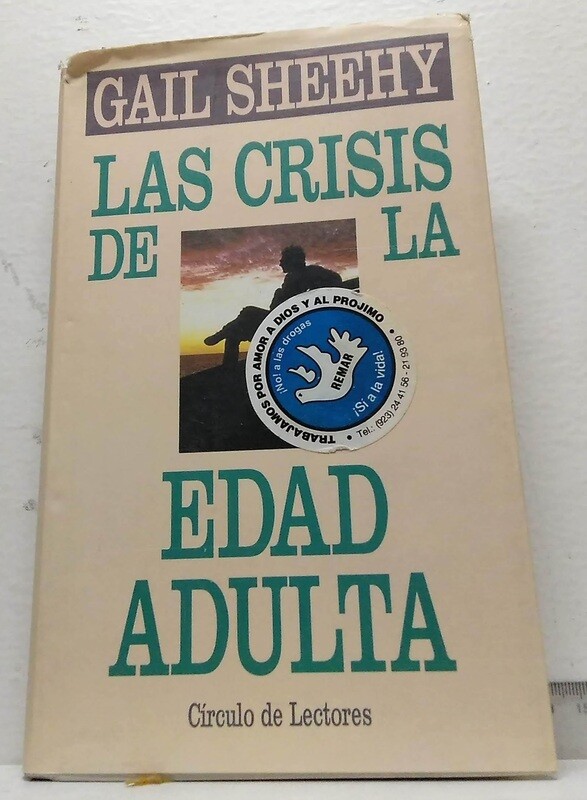 GAIL SHEEHY
LAS CRISIS
DE LA
TRABAJAMOS POR AMOR A DIOS Y AL PROJIMO
¡No! a las drogas
REMAR
¡Sí a la vida!
• Tel.: (923) 24 41 56 - 21 93 80 •
EDAD
ADULTA
Círculo de Lectores